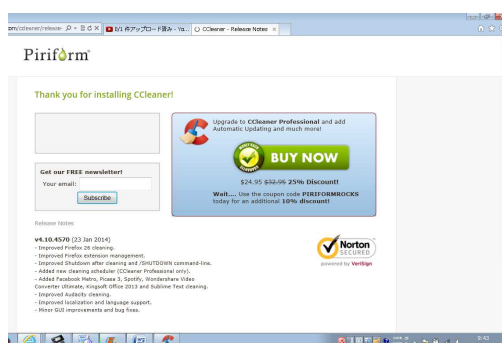 om/ccleaner/release-
0/1 件アップロード済み - Yo...
CCleaner - Release Notes
Piriform
Thank you for installing CCleaner!
Upgrade to CCleaner Professional and add
Automatic Updating and much more!
BUY NOW
$24.95 $32.95 25% Discount!
Wait.... Use the coupon code PIRIFORMROCKS
today for an additional 10% discount!
Get our FREE newsletter!
Your email:
Subscribe
Release Notes
v4.10.4570 (23 Jan 2014)
- Improved Firefox 26 cleaning.
- Improved Firefox extension management.
- Improved Shutdown after cleaning and /SHUTDOWN command-line.
- Added new cleaning scheduler (CCleaner Professional only).
- Added Facebook Metro, Picasa 3, Spotify, Wondershare Video
Converter Ultimate, Kingsoft Office 2013 and Sublime Text cleaning.
- Improved Audacity cleaning.
- Improved localization and language support.
- Minor GUI improvements and bug fixes.
Norton
SECURED
powered by VeriSign
9:43